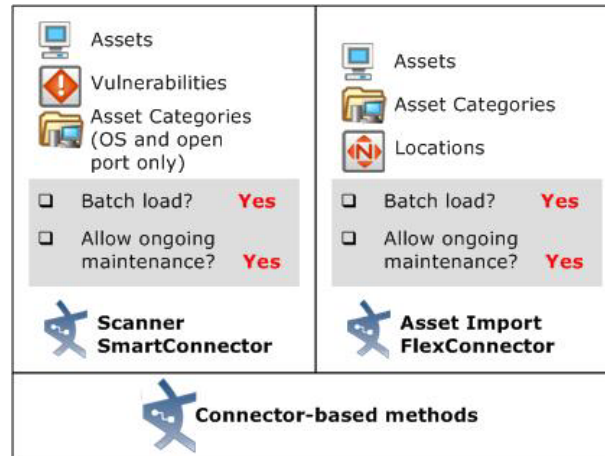 Assets
Vulnerabilities
Asset Categories
(OS and open
port only)
Batch load? Yes
Allow ongoing
maintenance? Yes
Scanner
SmartConnector
Assets
Asset Categories
N
Locations
Batch load? Yes
Allow ongoing
maintenance? Yes
Asset Import
FlexConnector
Connector-based methods